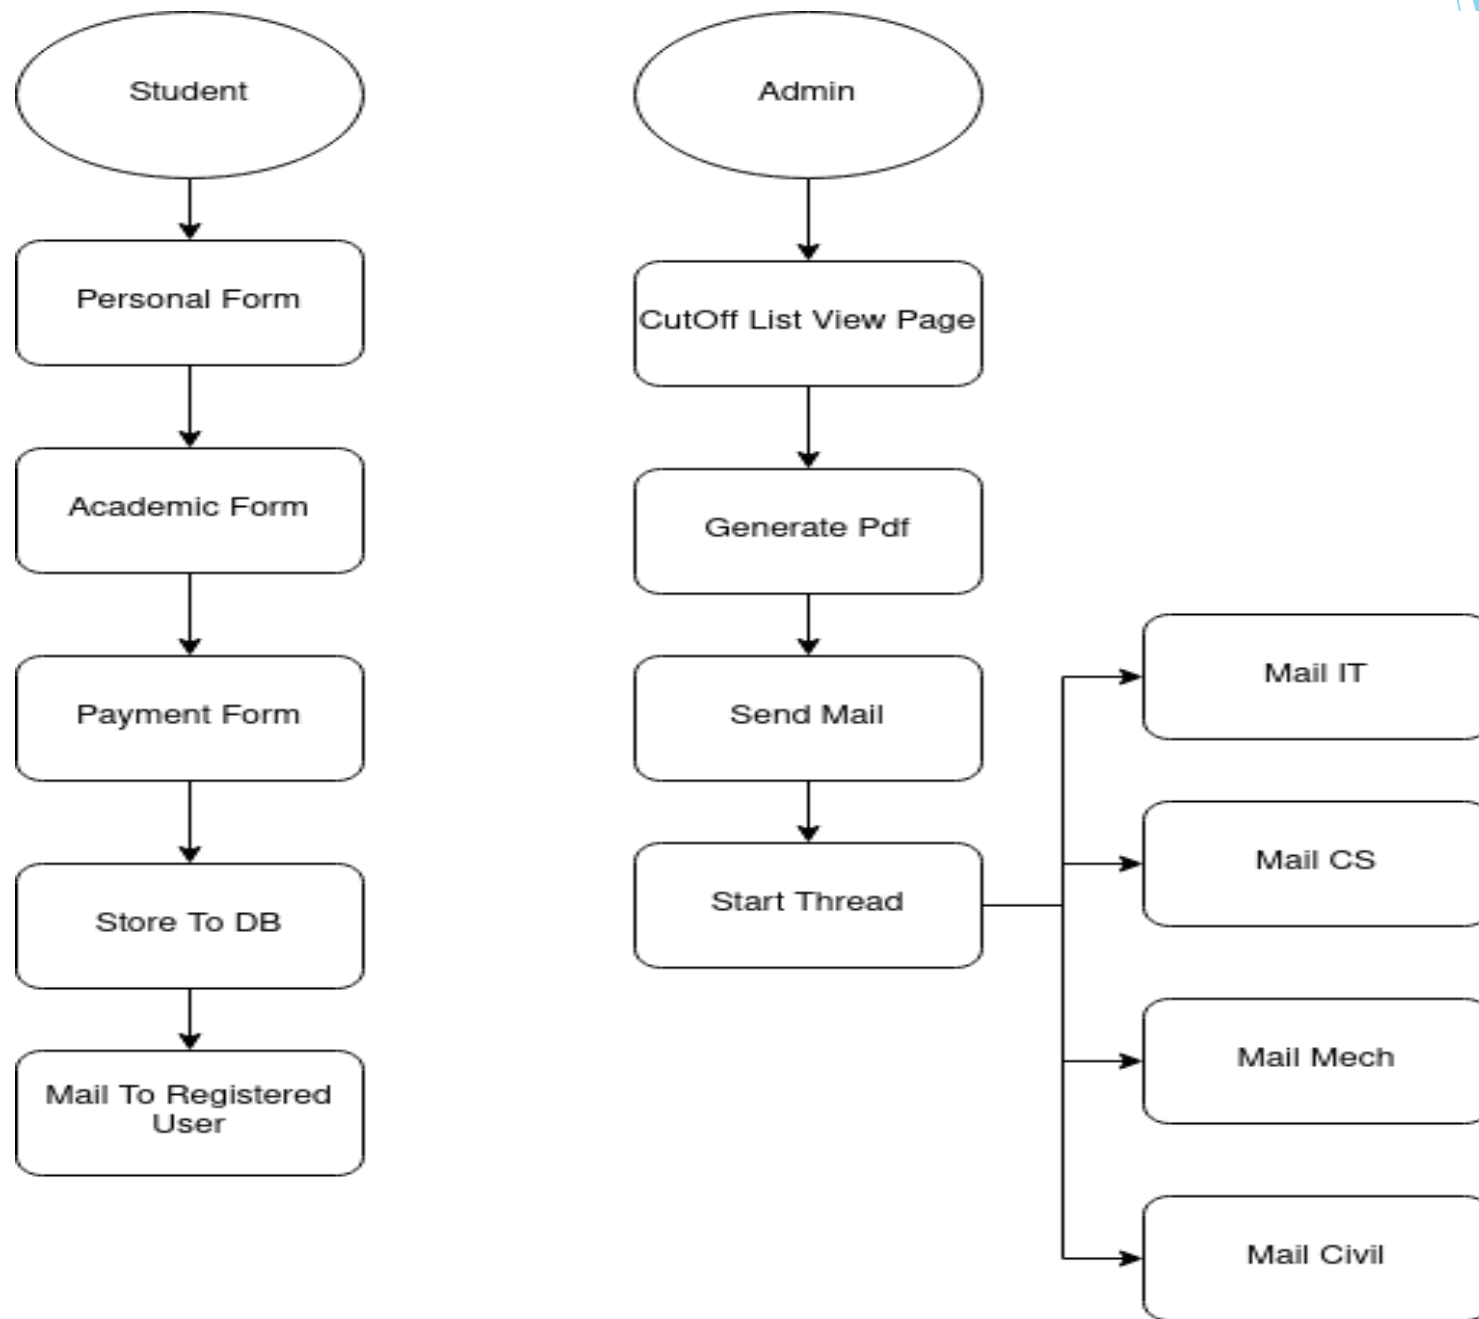 Student
Personal Form
Academic Form
Payment Form
Store To DB
Mail To Registered
User
Admin
CutOff List View Page
Generate Pdf
Send Mail
Start Thread
Mail IT
Mail CS
Mail Mech
Mail Civil